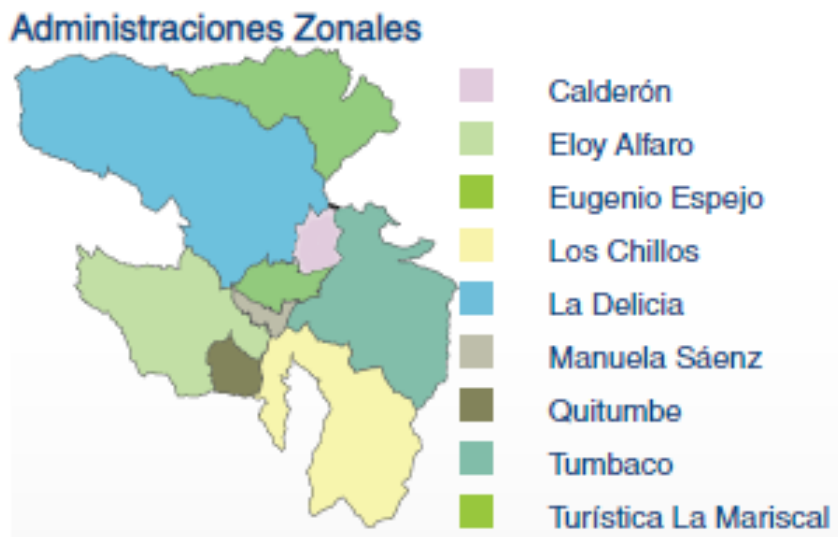 Administraciones Zonales
Calderón
Eloy Alfaro
Eugenio Espejo
Los Chillos
La Delicia
Manuela Sáenz
Quitumbe
Tumbaco
Turística La Mariscal